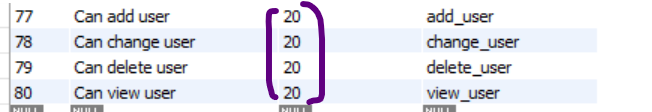 77 Can add user 20 add_user
78 Can change user 20 change_user
79 Can delete user 20 delete_user
80 Can view user 20 view_user
NULL NULL NULL NULL